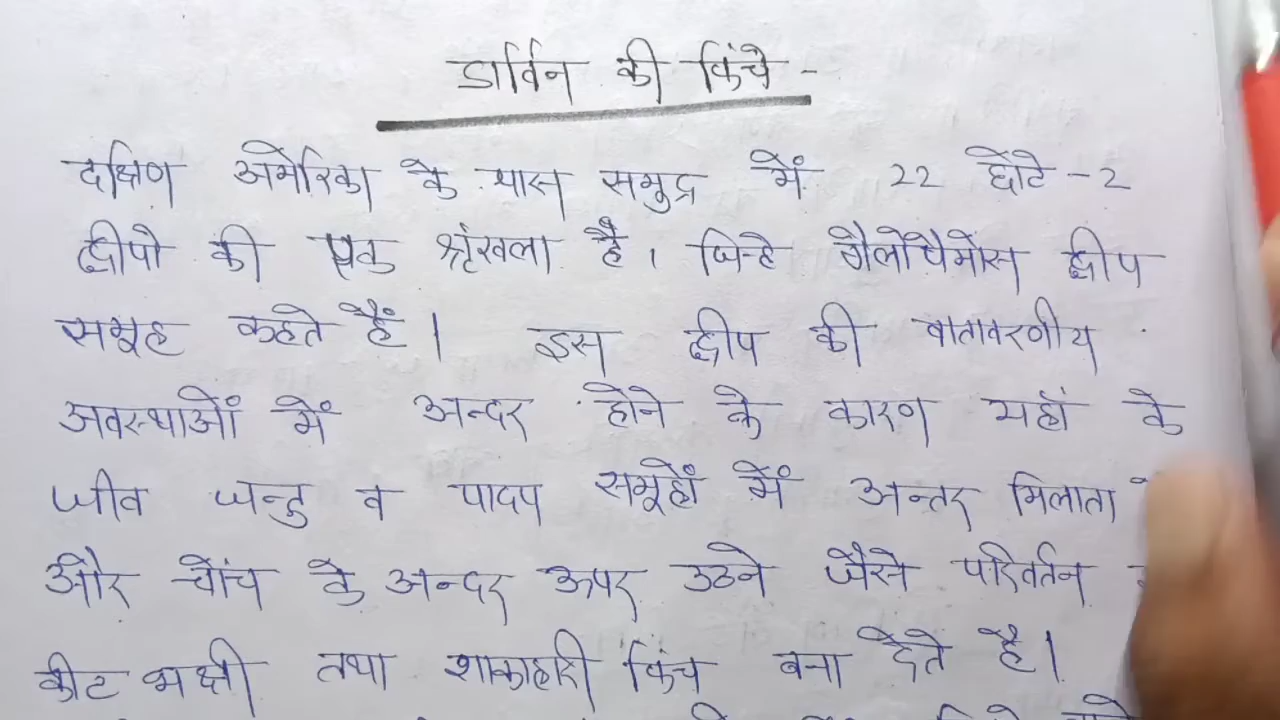 डार्विन की फिंचे -
दक्षिण अमेरिका के पास समुद्र में 22 छोटे-2
द्वीपो की एक श्रृंखला है, जिन्हे गैलोपैगोस द्वीप
समूह कहते हैं। इस द्वीप की वातावरणीय
अवस्थाओं में अन्दर होने के कारण यहाँ के
जीव जन्तु व पादप समूहों में अन्तर मिलाता
और चोंच के अन्दर ऊपर उठने जैसे परिवर्तन
कीट भक्षी तथा शाकाहारी फिंच बना देते है।